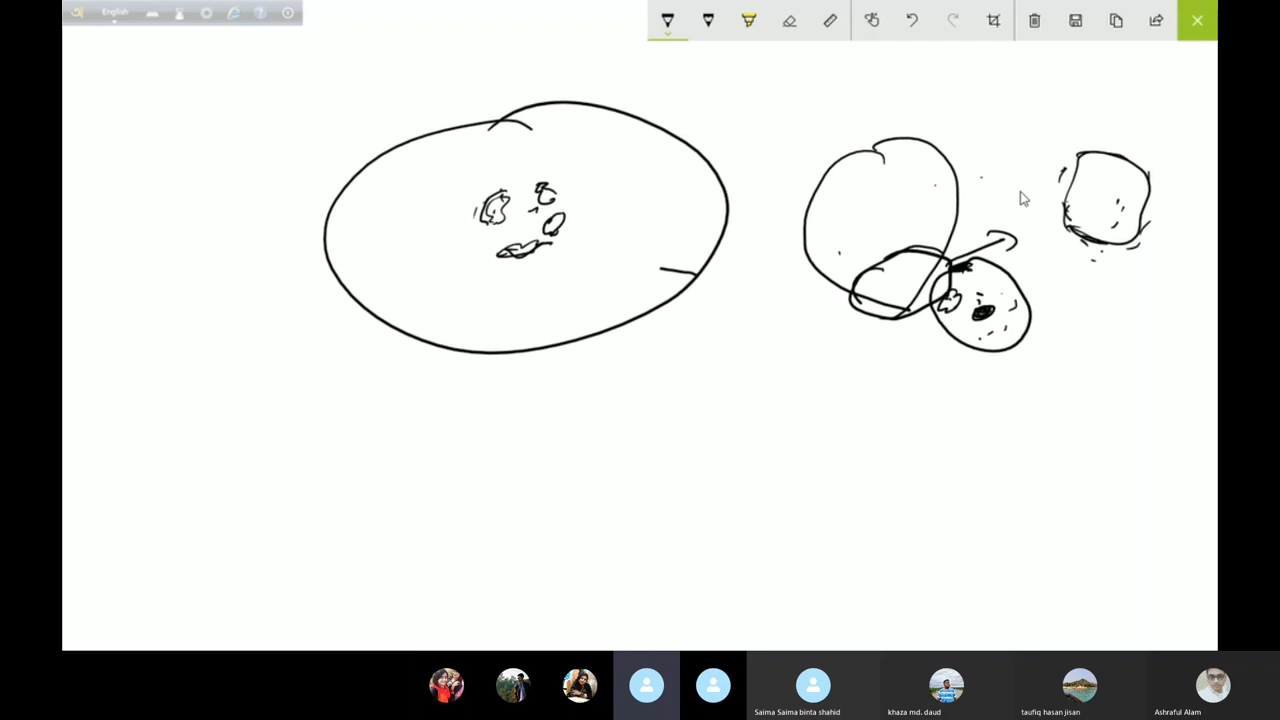 English
Saima Saima binta shahid
khaza md. daud
taufiq hasan jisan
Ashraful Alam